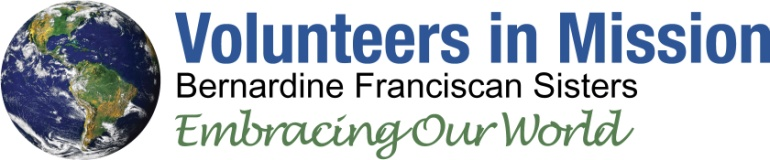 Volunteers in Mission
Bernardine Franciscan Sisters
Embracing Our World